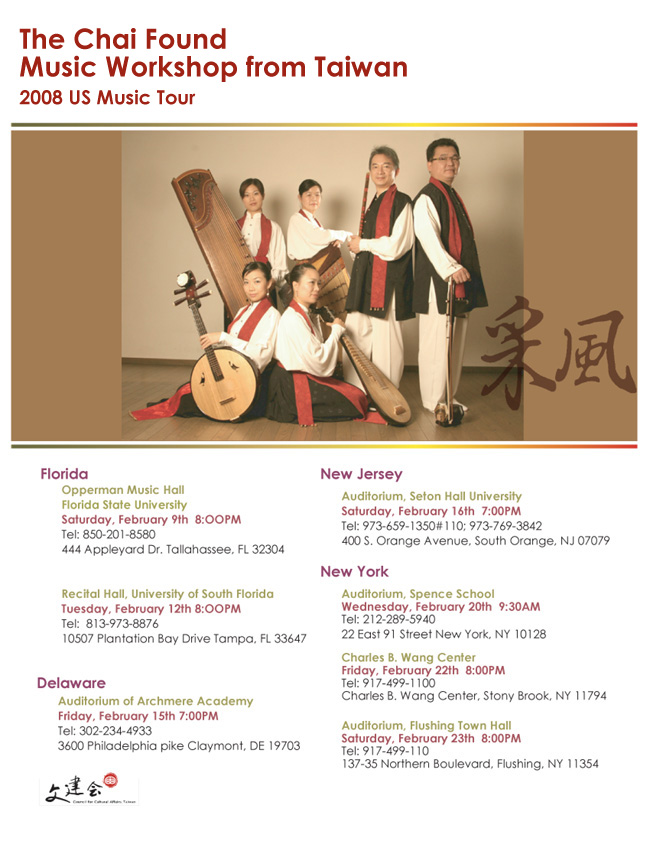 The Chai Found
Music Workshop from Taiwan
2008 US Music Tour
采風
Florida
Opperman Music Hall
Florida State University
Saturday, February 9th  8:OOPM
Tel: 850-201-8580
444 Appleyard Dr. Tallahassee, FL 32304
Recital Hall, University of South Florida
Tuesday, February 12th 8:OOPM
Tel:  813-973-8876
10507 Plantation Bay Drive Tampa, FL 33647
Delaware
Auditorium of Archmere Academy
Friday, February 15th 7:00PM
Tel: 302-234-4933
3600 Philadelphia pike Claymont, DE 19703
文建会
Council for Cultural Affairs, Taiwan
New Jersey
Auditorium, Seton Hall University
Saturday, February 16th  7:00PM
Tel: 973-659-1350#110; 973-769-3842
400 S. Orange Avenue, South Orange, NJ 07079
New York
Auditorium, Spence School
Wednesday, February 20th  9:30AM
Tel: 212-289-5940
22 East 91 Street New York, NY 10128
Charles B. Wang Center
Friday, February 22th  8:00PM
Tel: 917-499-1100
Charles B. Wang Center, Stony Brook, NY 11794
Auditorium, Flushing Town Hall
Saturday, February 23th  8:00PM
Tel: 917-499-110
137-35 Northern Boulevard, Flushing, NY 11354